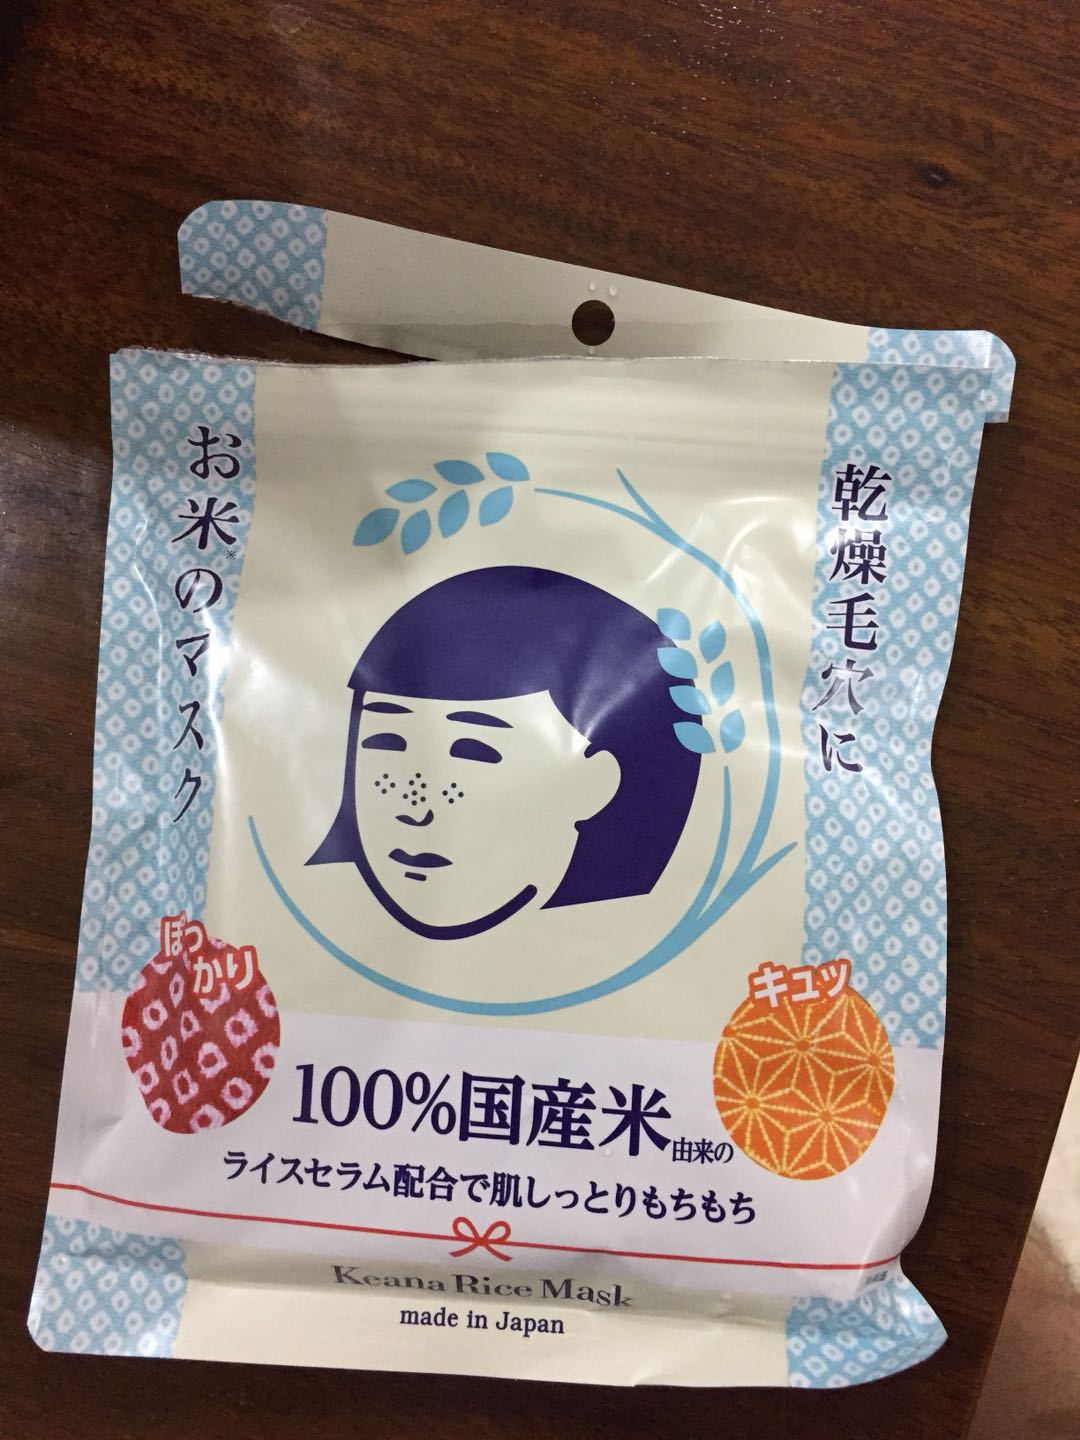 乾燥毛穴に
お米※のマスク
ぽっかり
キュッ
100%国産米由来の
ライスセラム配合で肌しっとりもちもち
Keana Rice Mask
made in Japan